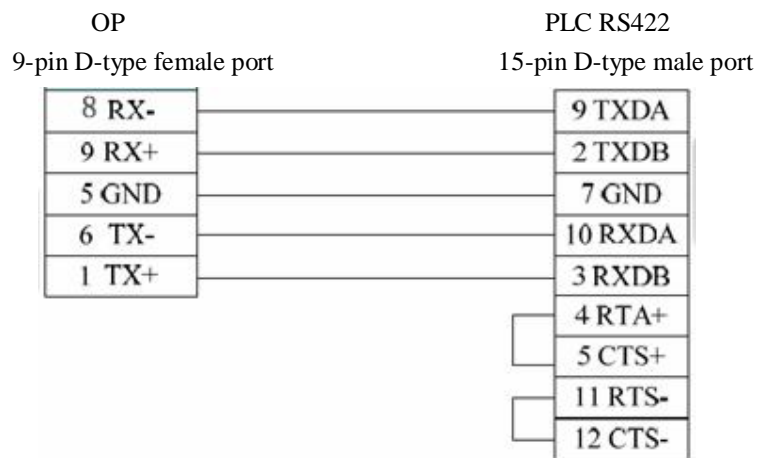 OP PLC RS422
9-pin D-type female port 15-pin D-type male port
8 RX- 9 TXDA
9 RX+ 2 TXDB
5 GND 7 GND
6 TX- 10 RXDA
1 TX+ 3 RXDB
4 RTA+
5 CTS+
11 RTS-
12 CTS-